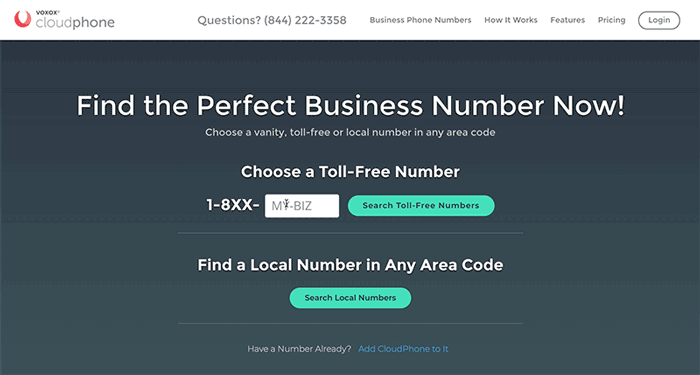 VOXOX®
cloudphone
Questions? (844) 222-3358
Business Phone Numbers
How It Works
Features
Pricing
Login
Find the Perfect Business Number Now!
Choose a vanity, toll-free or local number in any area code
Choose a Toll-Free Number
1-8XX- MY-BIZ Search Toll-Free Numbers
Find a Local Number in Any Area Code
Search Local Numbers
Have a Number Already? Add CloudPhone to It